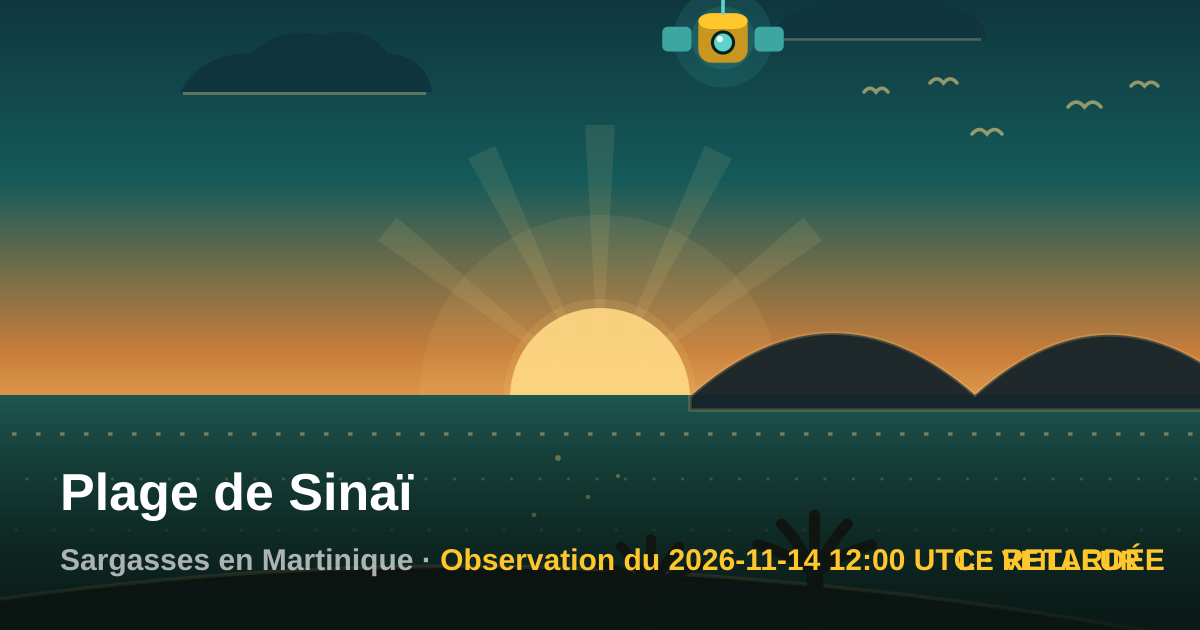 Plage de Sinaï
Sargasses en Martinique · Observation du 2026-11-14 12:00 UTC